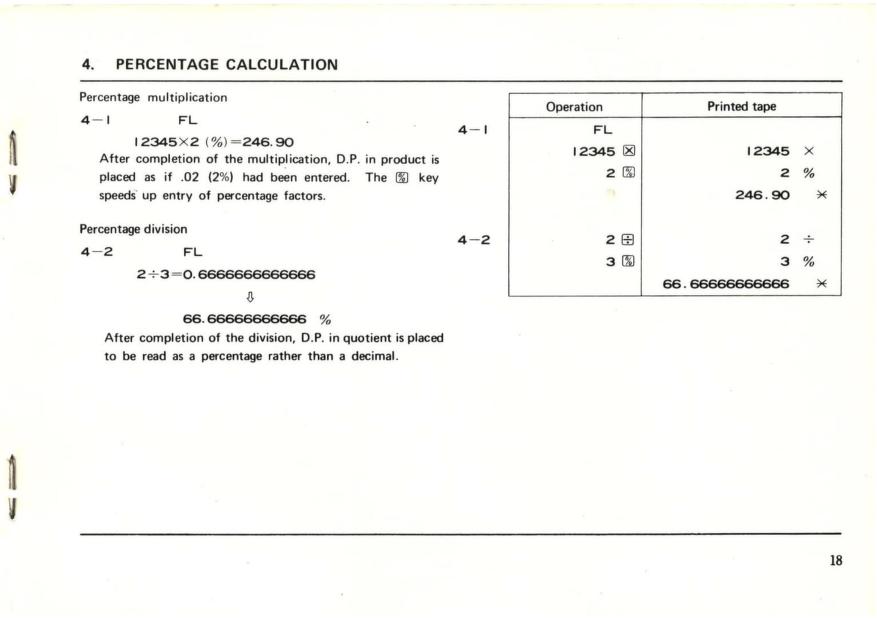 4. PERCENTAGE CALCULATION
Percentage multiplication
4-1 FL
12345×2 (%)=246.90
After completion of the multiplication, D.P. in product is
placed as if .02 (2%) had been entered. The % key
speeds up entry of percentage factors.
Percentage division
4-2 FL
2÷3=0.6666666666666
⇩
66.66666666666 %
After completion of the division, D.P. in quotient is placed
to be read as a percentage rather than a decimal.
Operation Printed tape
4-1 FL
12345 × 12345 ×
2 % 2 %
246.90 *
4-2 2 ÷ 2 ÷
3 % 3 %
66.66666666666 *
18